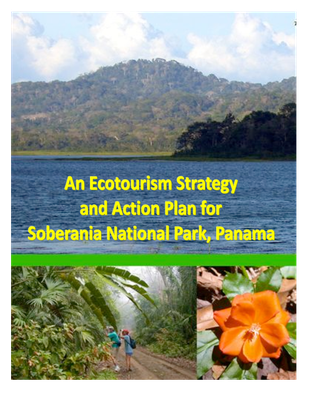 An Ecotourism Strategy
and Action Plan for
Soberania National Park, Panama